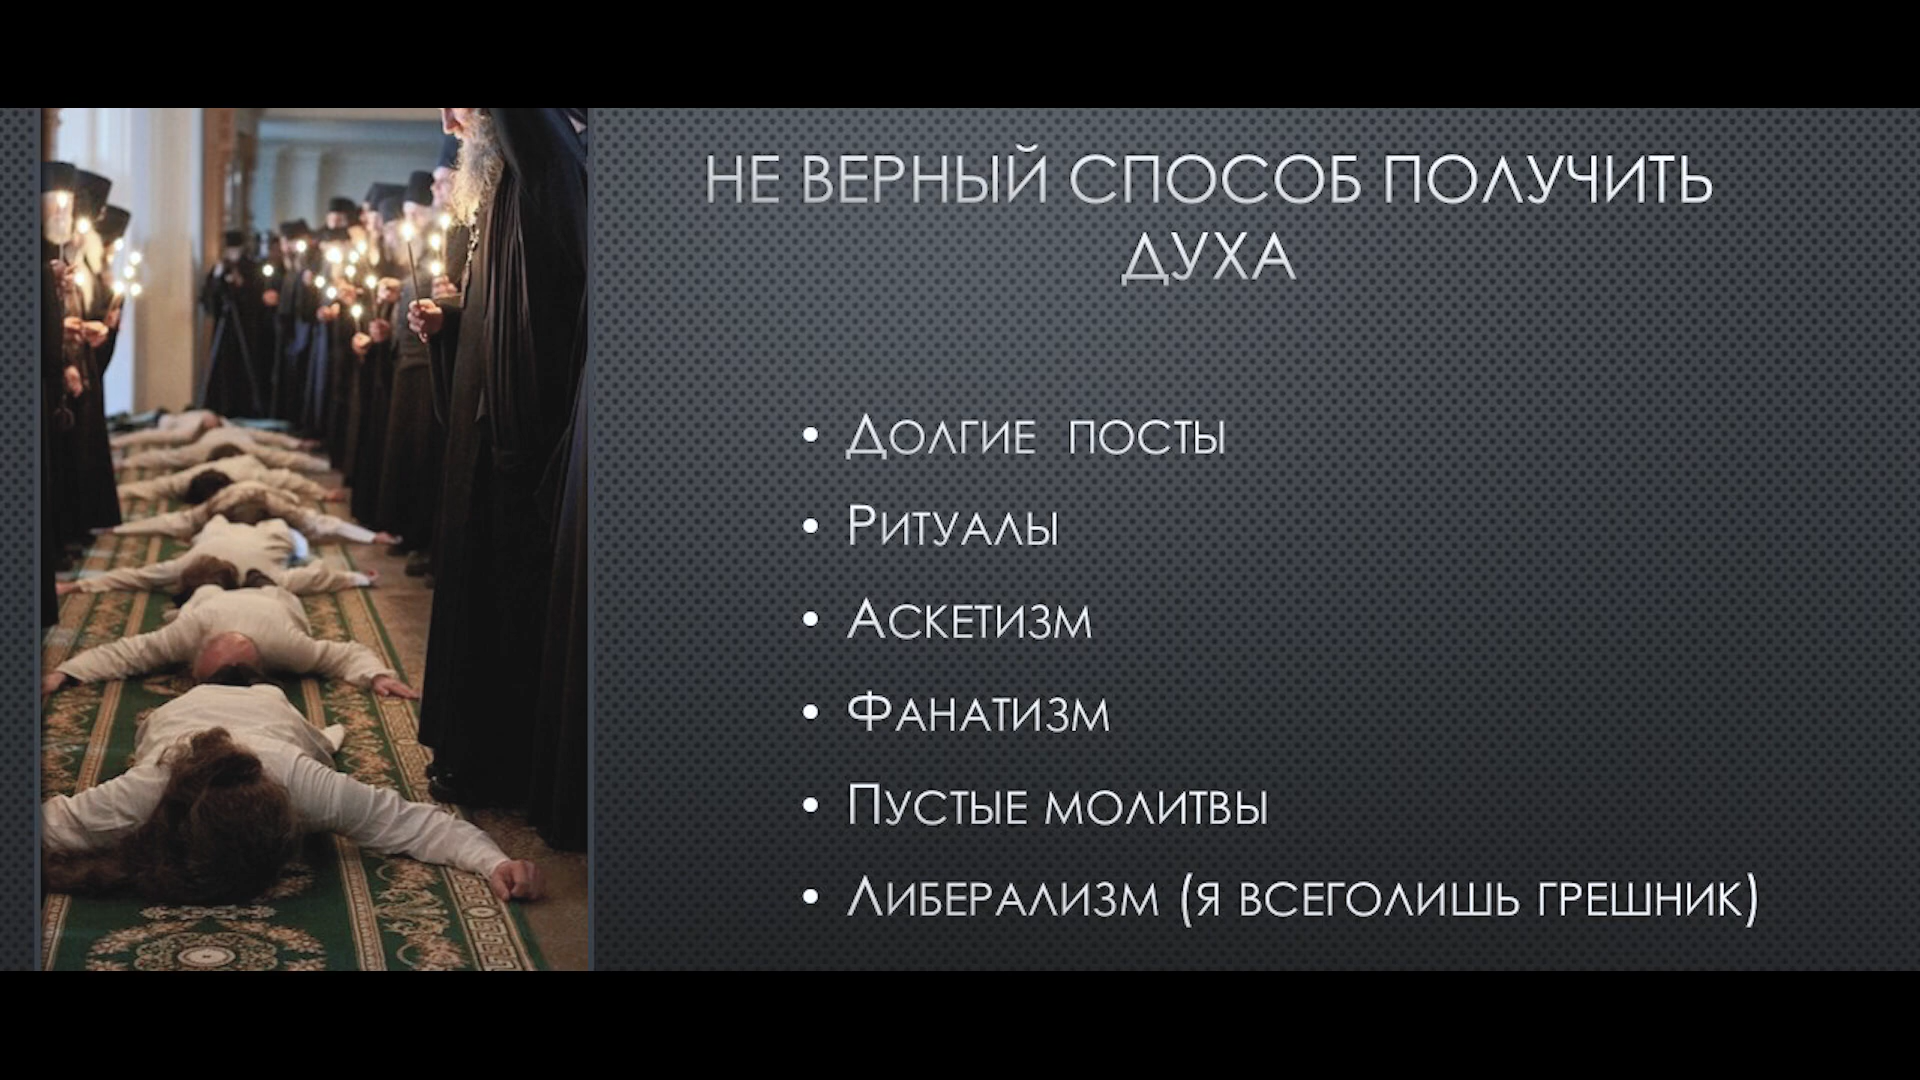 НЕ ВЕРНЫЙ СПОСОБ ПОЛУЧИТЬ
ДУХА
• Долгие посты
• Ритуалы
• Аскетизм
• Фанатизм
• Пустые молитвы
• Либерализм (я всеголишь грешник)